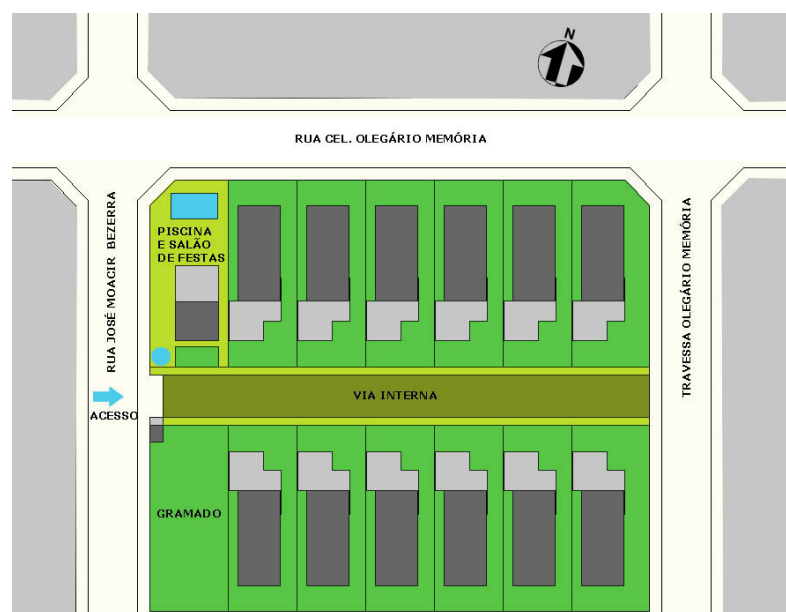 N
RUA CEL. OLEGÁRIO MEMÓRIA
RUA JOSÉ MOACIR BEZERRA
PISCINA
E SALÃO
DE FESTAS
TRAVESSA OLEGÁRIO MEMÓRIA
VIA INTERNA
ACESSO
GRAMADO